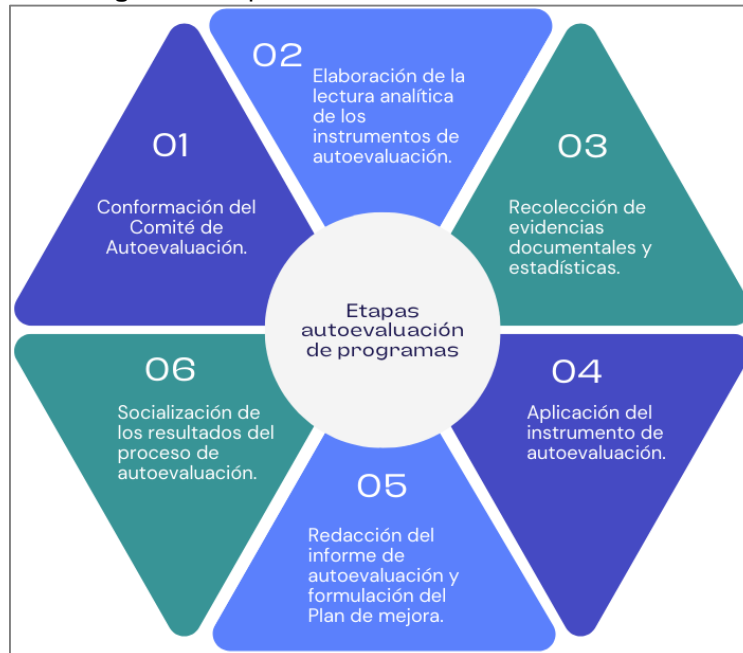 01
Conformación del
Comité de
Autoevaluación.
02
Elaboración de la
lectura analítica
de los
instrumentos de
autoevaluación.
03
Recolección de
evidencias
documentales y
estadísticas.
Etapas
autoevaluación
de programas
04
Aplicación del
instrumento de
autoevaluación.
05
Redacción del
informe de
autoevaluación y
formulación del
Plan de mejora.
06
Socialización de
los resultados del
proceso de
autoevaluación.